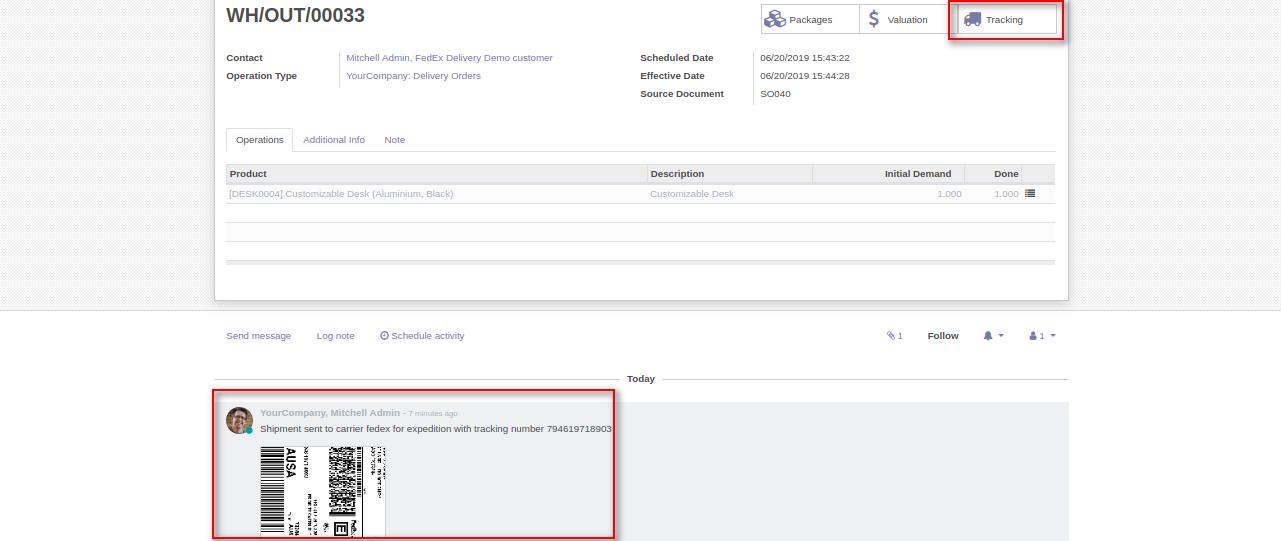 WH/OUT/00033
Packages
Valuation
Tracking
Contact Mitchell Admin, FedEx Delivery Demo customer
Operation Type YourCompany: Delivery Orders
Scheduled Date 06/20/2019 15:43:22
Effective Date 06/20/2019 15:44:28
Source Document SO040
Operations Additional Info Note
Product Description Initial Demand Done
[DESK0004] Customizable Desk (Aluminium, Black) Customizable Desk 1.000 1.000
Send message Log note Schedule activity 1 Follow 1
Today
YourCompany, Mitchell Admin - 7 minutes ago
Shipment sent to carrier fedex for expedition with tracking number 794619718903
AUSA
E